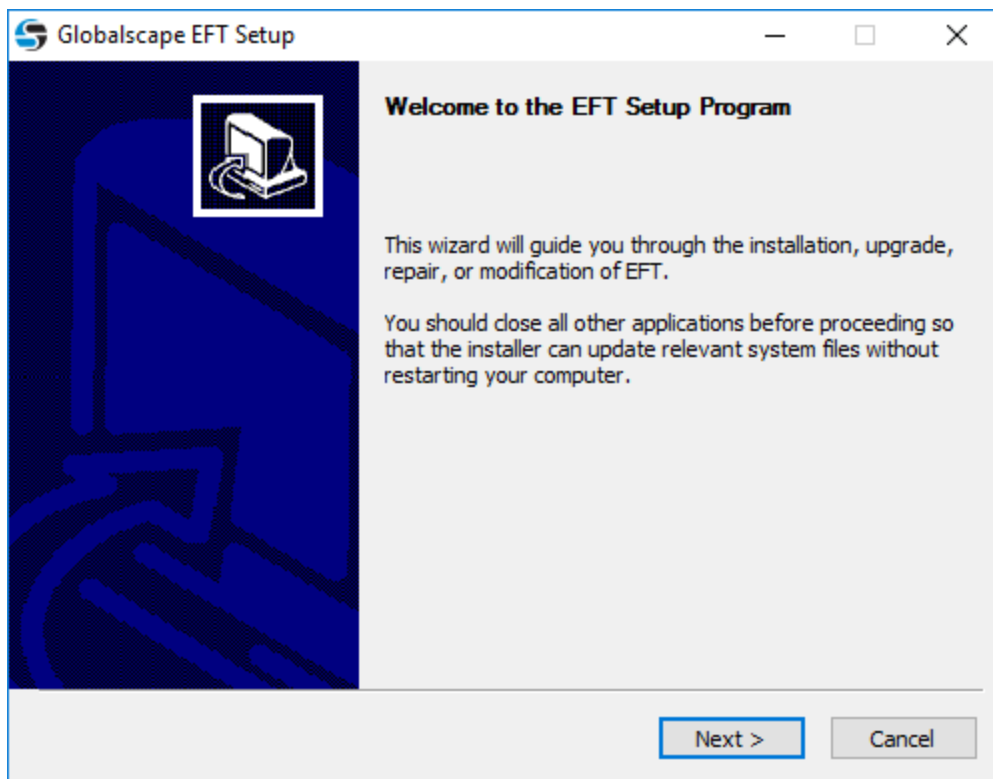 Globalscape EFT Setup
Welcome to the EFT Setup Program
This wizard will guide you through the installation, upgrade,
repair, or modification of EFT.
You should close all other applications before proceeding so
that the installer can update relevant system files without
restarting your computer.
Next >
Cancel